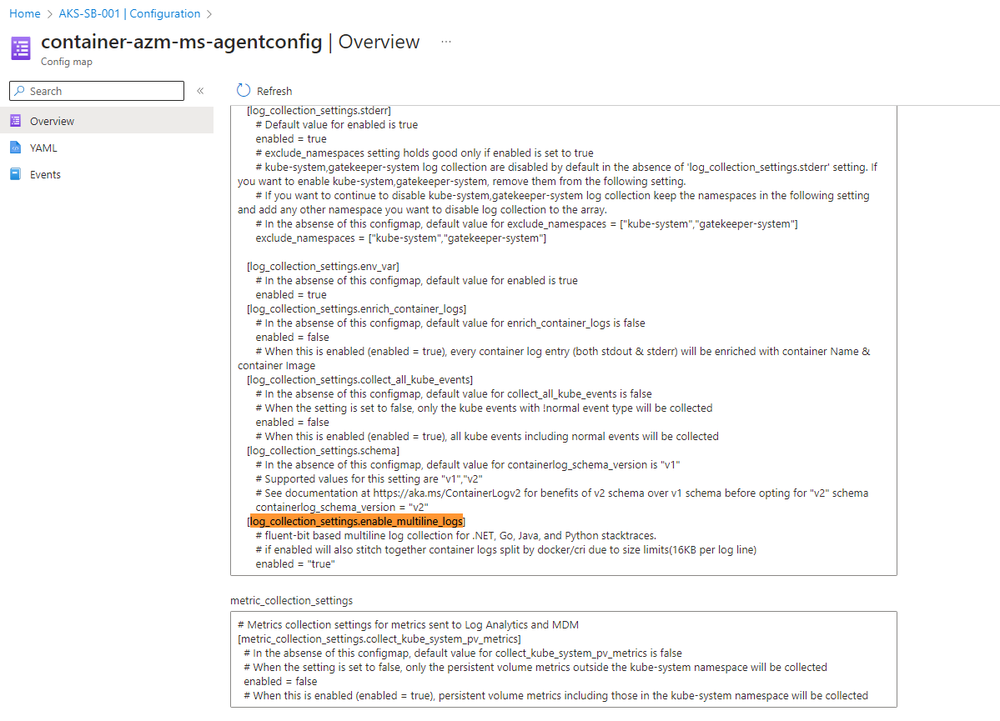 Home > AKS-SB-001 | Configuration >
container-azm-ms-agentconfig | Overview ...
Config map
Search «
Refresh
Overview
YAML
Events
[log_collection_settings.stderr]
# Default value for enabled is true
enabled = true
# exclude_namespaces setting holds good only if enabled is set to true
# kube-system,gatekeeper-system log collection are disabled by default in the absence of 'log_collection_settings.stderr' setting. If
you want to enable kube-system,gatekeeper-system, remove them from the following setting.
# If you want to continue to disable kube-system,gatekeeper-system log collection keep the namespaces in the following setting
and add any other namespace you want to disable log collection to the array.
# In the absense of this configmap, default value for exclude_namespaces = ["kube-system","gatekeeper-system"]
exclude_namespaces = ["kube-system","gatekeeper-system"]
[log_collection_settings.env_var]
# In the absense of this configmap, default value for enabled is true
enabled = true
[log_collection_settings.enrich_container_logs]
# In the absense of this configmap, default value for enrich_container_logs is false
enabled = false
# When this is enabled (enabled = true), every container log entry (both stdout & stderr) will be enriched with container Name &
container Image
[log_collection_settings.collect_all_kube_events]
# In the absense of this configmap, default value for collect_all_kube_events is false
# When the setting is set to false, only the kube events with !normal event type will be collected
enabled = false
# When this is enabled (enabled = true), all kube events including normal events will be collected
[log_collection_settings.schema]
# In the absence of this configmap, default value for containerlog_schema_version is "v1"
# Supported values for this setting are "v1","v2"
# See documentation at https://aka.ms/ContainerLogv2 for benefits of v2 schema over v1 schema before opting for "v2" schema
containerlog_schema_version = "v2"
[log_collection_settings.enable_multiline_logs]
# fluent-bit based multiline log collection for .NET, Go, Java, and Python stacktraces.
# if enabled will also stitch together container logs split by docker/cri due to size limits(16KB per log line)
enabled = "true"
metric_collection_settings
# Metrics collection settings for metrics sent to Log Analytics and MDM
[metric_collection_settings.collect_kube_system_pv_metrics]
# In the absense of this configmap, default value for collect_kube_system_pv_metrics is false
# When the setting is set to false, only the persistent volume metrics outside the kube-system namespace will be collected
enabled = false
# When this is enabled (enabled = true), persistent volume metrics including those in the kube-system namespace will be collected